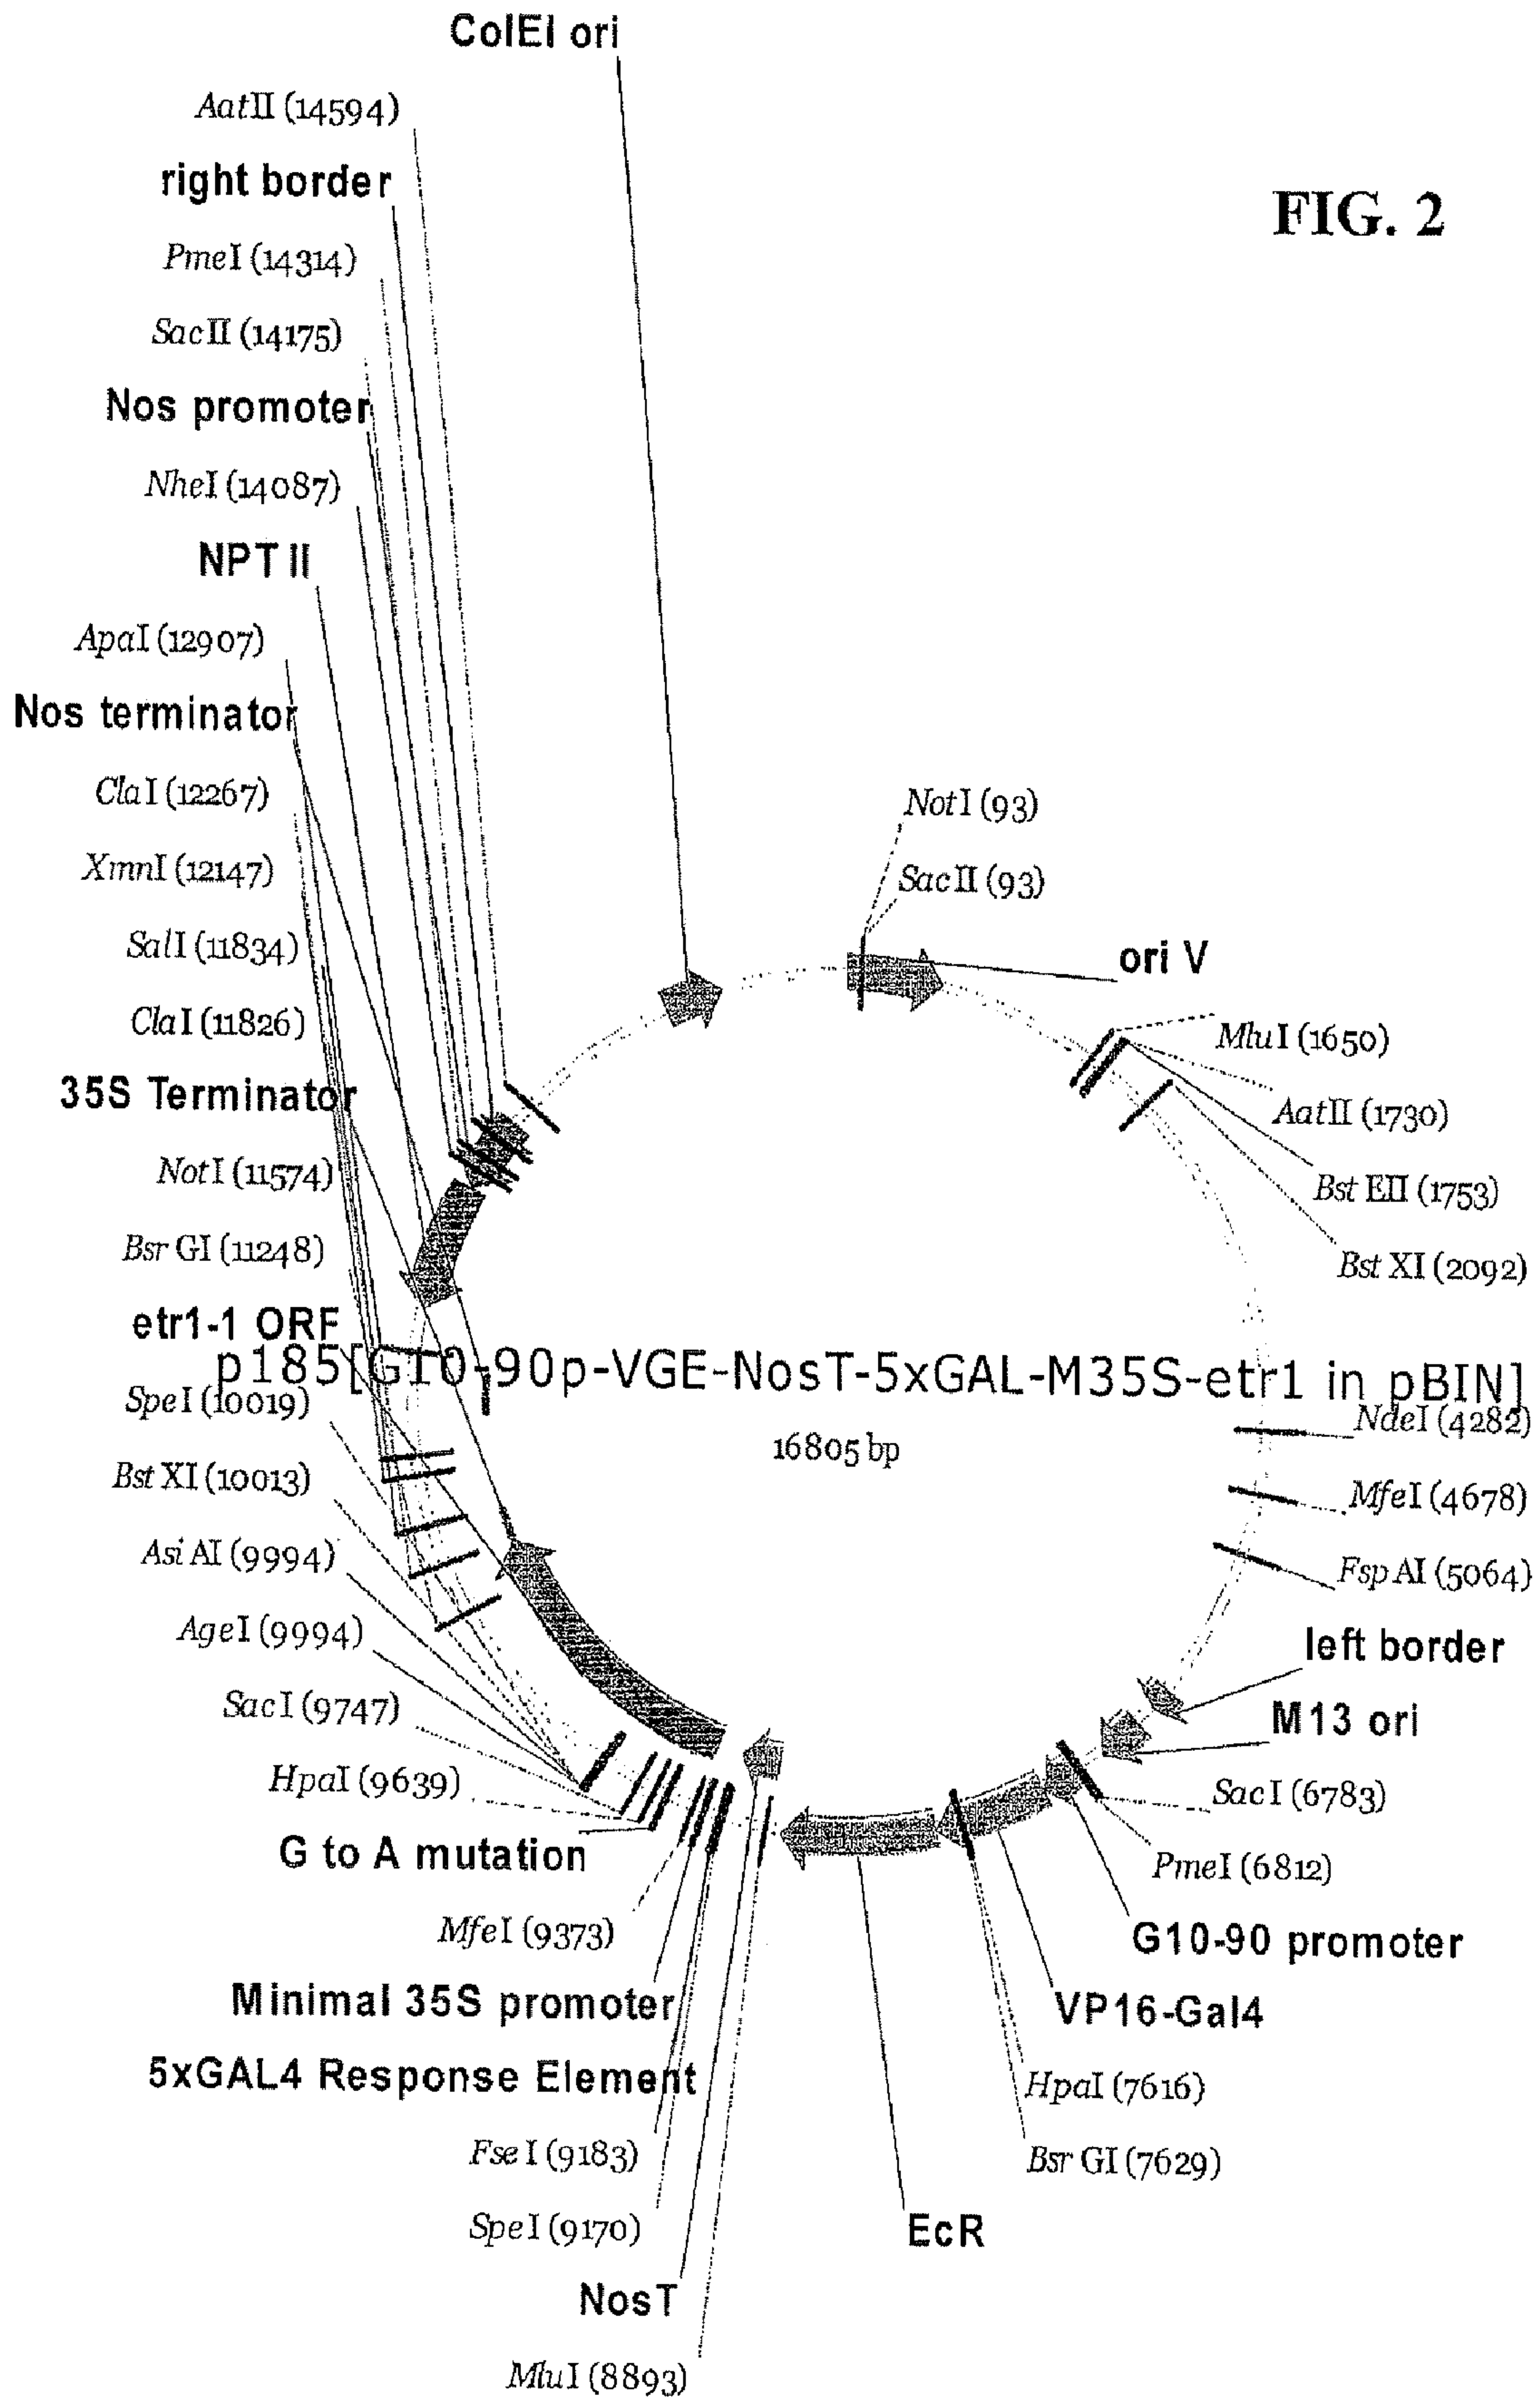 ColEI ori
AatII (14594)
right border
PmeI (14314)
FIG. 2
SacII (14175)
Nos promoter
NheI (14087)
NPT II
ApaI (12907)
Nos terminator
ClaI (12267)
NotI (93)
XmnI (12147)
SacII (93)
SalI (11834)
ori V
ClaI (11826)
MluI (1650)
35S Terminator
AatII (1730)
NotI (11574)
BstEII (1753)
BsrGI (11248)
BstXI (2092)
etr1-1 ORF
p185[G10-90p-VGE-NosT-5xGAL-M35S-etr1 in pBIN]
SpeI (10019)
NdeI (4282)
16805 bp
BstXI (10013)
MfeI (4678)
AsiAI (9994)
FspAI (5064)
AgeI (9994)
left border
SacI (9747)
M13 ori
HpaI (9639)
SacI (6783)
G to A mutation
PmeI (6812)
MfeI (9373)
G10-90 promoter
Minimal 35S promoter
VP16-Gal4
5xGAL4 Response Element
HpaI (7616)
FseI (9183)
BsrGI (7629)
SpeI (9170)
EcR
NosT
MluI (8893)